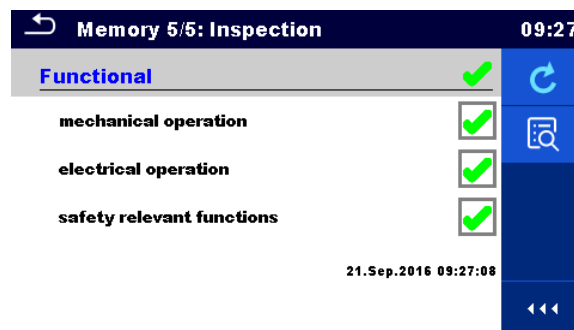 Memory 5/5: Inspection 09:27
Functional
mechanical operation
electrical operation
safety relevant functions
21.Sep.2016 09:27:08